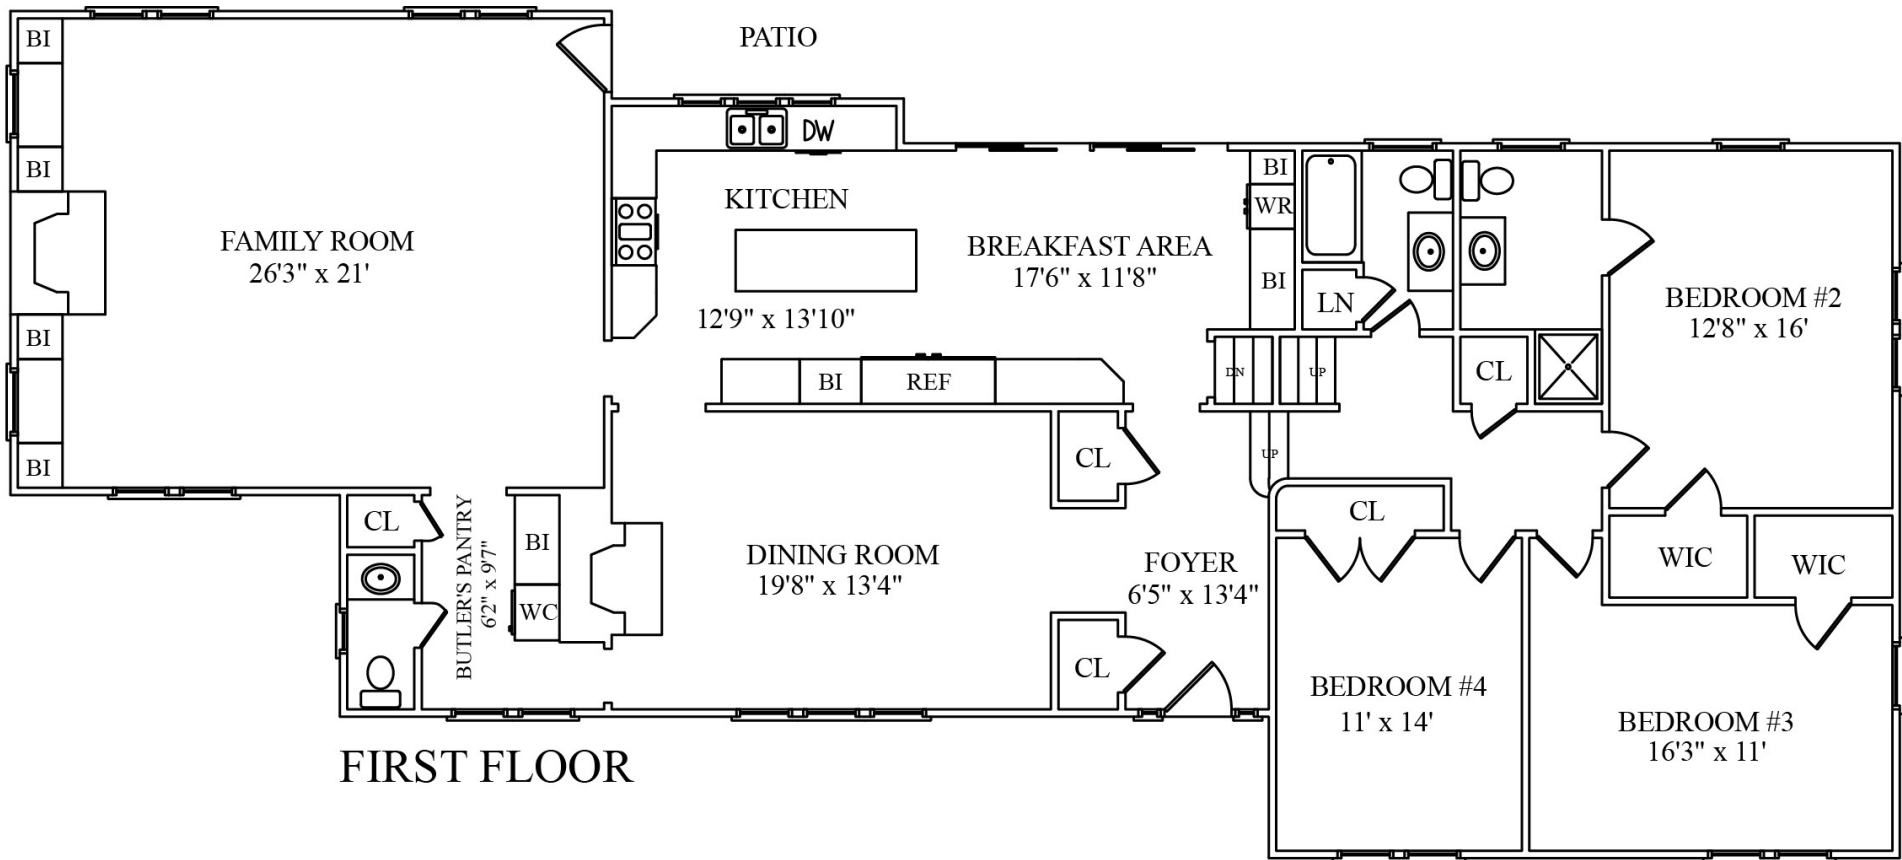 PATIO
BI
DW
BI
BI
WR
KITCHEN
FAMILY ROOM
26'3" x 21'
BREAKFAST AREA
17'6" x 11'8"
BI
LN
12'9" x 13'10"
BEDROOM #2
12'8" x 16'
BI
BI
REF
DN
UP
CL
BI
CL
UP
CL
BUTLER'S PANTRY
6'2" x 9'7"
BI
WC
DINING ROOM
19'8" x 13'4"
FOYER
6'5" x 13'4"
CL
CL
WIC
WIC
BEDROOM #4
11' x 14'
BEDROOM #3
16'3" x 11'
FIRST FLOOR